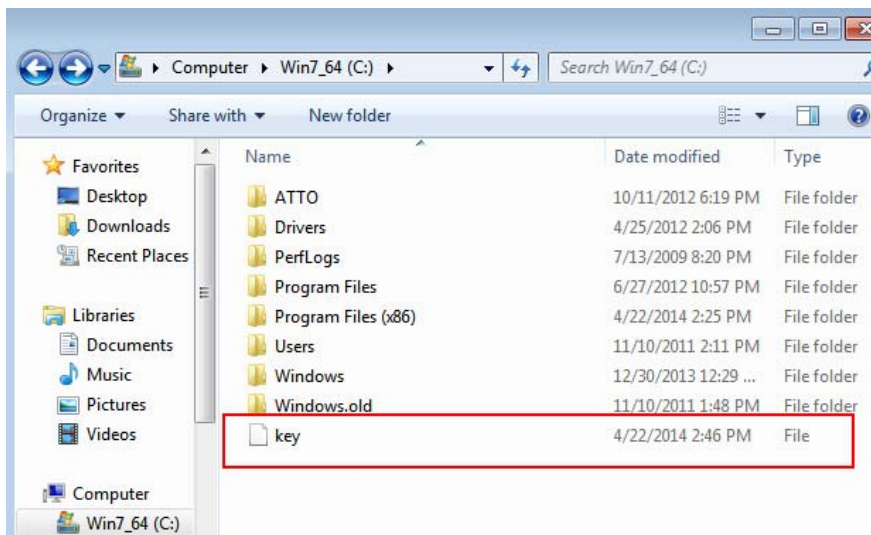 Computer Win7_64 (C:) Search Win7_64 (C:)
Organize Share with New folder
Favorites
Desktop
Downloads
Recent Places
Libraries
Documents
Music
Pictures
Videos
Computer
Win7_64 (C:)
Name Date modified Type
ATTO 10/11/2012 6:19 PM File folder
Drivers 4/25/2012 2:06 PM File folder
PerfLogs 7/13/2009 8:20 PM File folder
Program Files 6/27/2012 10:57 PM File folder
Program Files (x86) 4/22/2014 2:25 PM File folder
Users 11/10/2011 2:11 PM File folder
Windows 12/30/2013 12:29 ... File folder
Windows.old 11/10/2011 1:48 PM File folder
key 4/22/2014 2:46 PM File